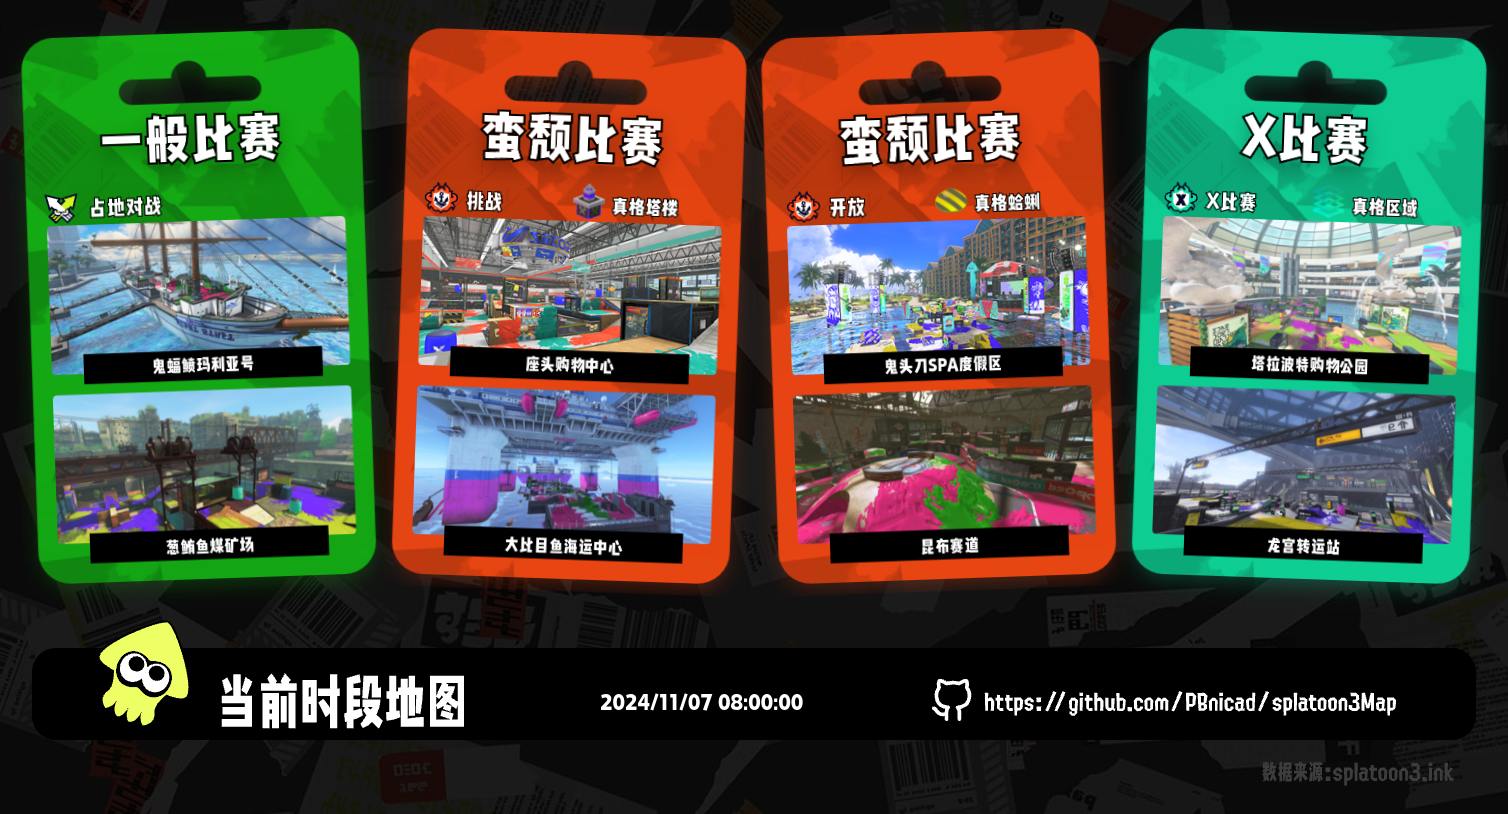 一般比赛
占地对战
鬼蝠鲼玛利亚号
葱鲔鱼煤矿场
蛮颓比赛
挑战
真格塔楼
座头购物中心
大比目鱼海运中心
蛮颓比赛
开放
真格蛤蜊
鬼头刀SPA度假区
昆布赛道
X比赛
X比赛
真格区域
塔拉波特购物公园
龙宫转运站
当前时段地图
2024/11/07 08:00:00
https://github.com/PBnicad/splatoon3Map
数据来源:splatoon3.ink